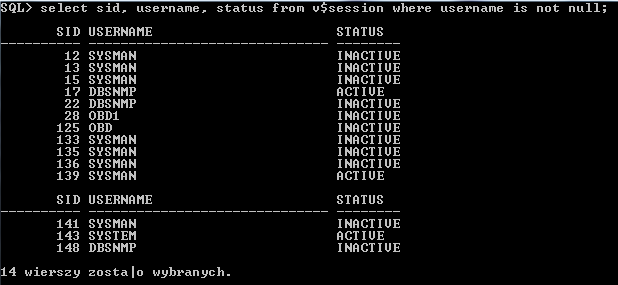 SQL> select sid, username, status from v$session where username is not null;
       SID USERNAME                       STATUS
---------- ------------------------------ --------
        12 SYSMAN                         INACTIVE
        13 SYSMAN                         INACTIVE
        15 SYSMAN                         INACTIVE
        17 DBSNMP                         ACTIVE
        22 DBSNMP                         INACTIVE
        28 OBD1                           INACTIVE
       125 OBD                            INACTIVE
       133 SYSMAN                         INACTIVE
       135 SYSMAN                         INACTIVE
       136 SYSMAN                         INACTIVE
       139 SYSMAN                         ACTIVE
       SID USERNAME                       STATUS
---------- ------------------------------ --------
       141 SYSMAN                         INACTIVE
       143 SYSTEM                         ACTIVE
       148 DBSNMP                         INACTIVE
14 wierszy zosta|o wybranych.